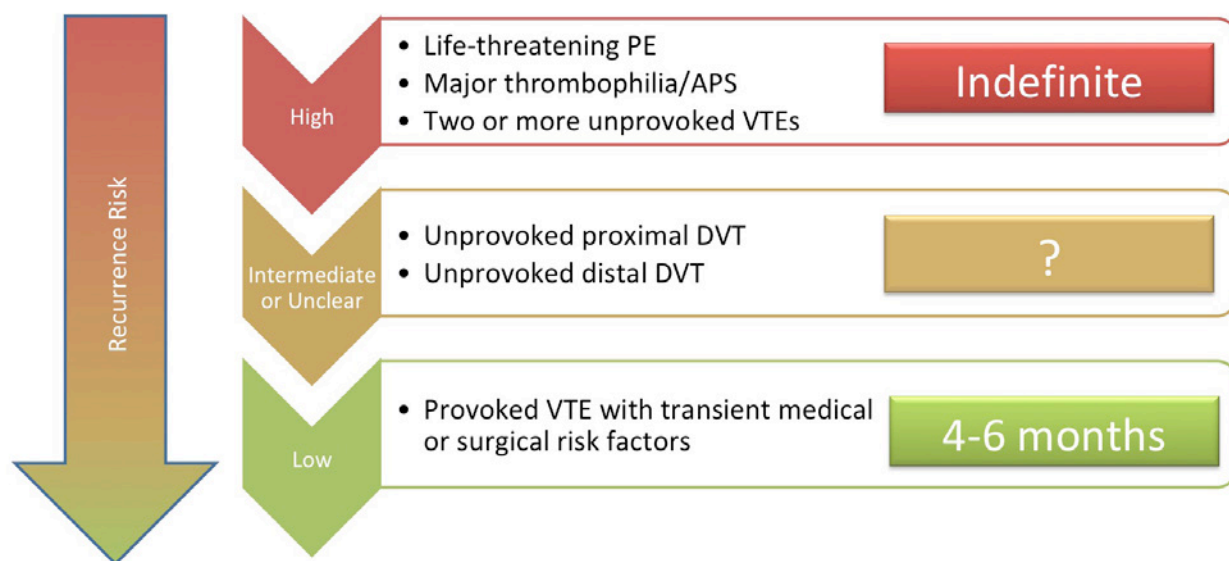 Recurrence Risk
High
• Life-threatening PE
• Major thrombophilia/APS
• Two or more unprovoked VTEs
Indefinite
Intermediate
or Unclear
• Unprovoked proximal DVT
• Unprovoked distal DVT
?
Low
• Provoked VTE with transient medical
or surgical risk factors
4-6 months